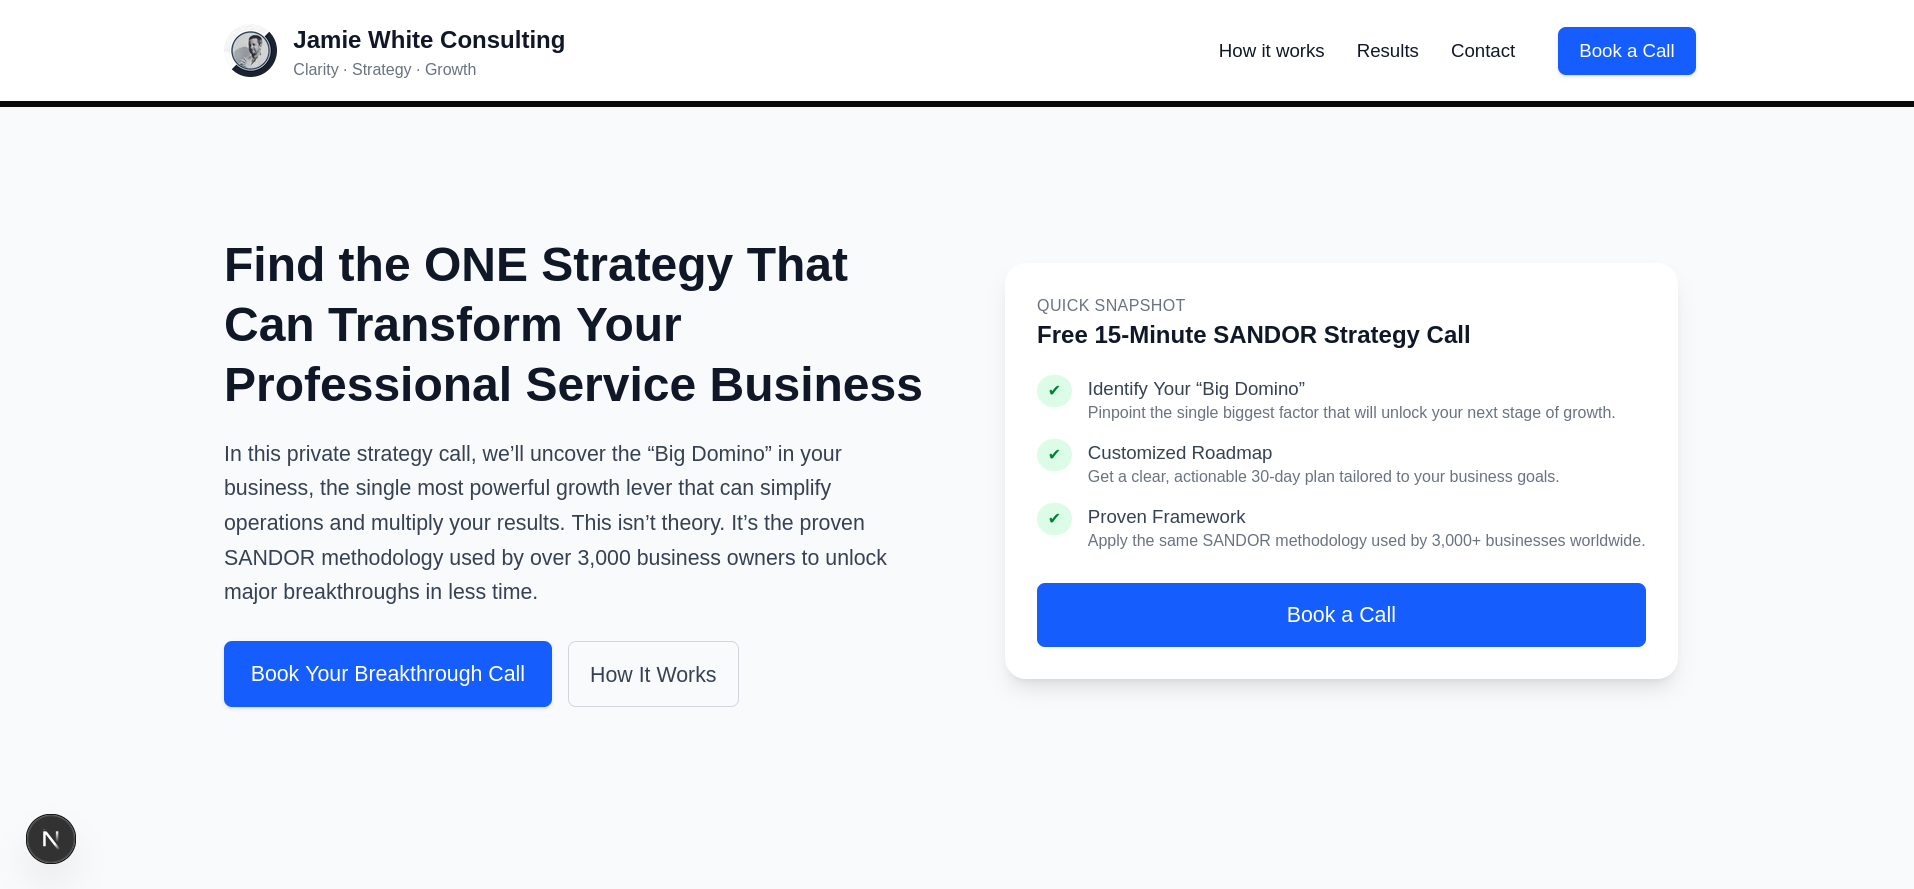 Jamie White Consulting
Clarity · Strategy · Growth
How it works
Results
Contact
Book a Call
Find the ONE Strategy That
Can Transform Your
Professional Service Business
In this private strategy call, we’ll uncover the “Big Domino” in your
business, the single most powerful growth lever that can simplify
operations and multiply your results. This isn’t theory. It’s the proven
SANDOR methodology used by over 3,000 business owners to unlock
major breakthroughs in less time.
Book Your Breakthrough Call
How It Works
QUICK SNAPSHOT
Free 15-Minute SANDOR Strategy Call
✔ Identify Your “Big Domino”
Pinpoint the single biggest factor that will unlock your next stage of growth.
✔ Customized Roadmap
Get a clear, actionable 30-day plan tailored to your business goals.
✔ Proven Framework
Apply the same SANDOR methodology used by 3,000+ businesses worldwide.
Book a Call
N